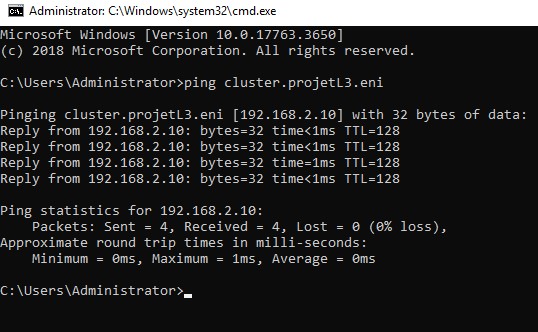 Administrator: C:\Windows\system32\cmd.exe
Microsoft Windows [Version 10.0.17763.3650]
(c) 2018 Microsoft Corporation. All rights reserved.
C:\Users\Administrator>ping cluster.projetL3.eni
Pinging cluster.projetL3.eni [192.168.2.10] with 32 bytes of data:
Reply from 192.168.2.10: bytes=32 time<1ms TTL=128
Reply from 192.168.2.10: bytes=32 time<1ms TTL=128
Reply from 192.168.2.10: bytes=32 time=1ms TTL=128
Reply from 192.168.2.10: bytes=32 time<1ms TTL=128
Ping statistics for 192.168.2.10:
Packets: Sent = 4, Received = 4, Lost = 0 (0% loss),
Approximate round trip times in milli-seconds:
Minimum = 0ms, Maximum = 1ms, Average = 0ms
C:\Users\Administrator>